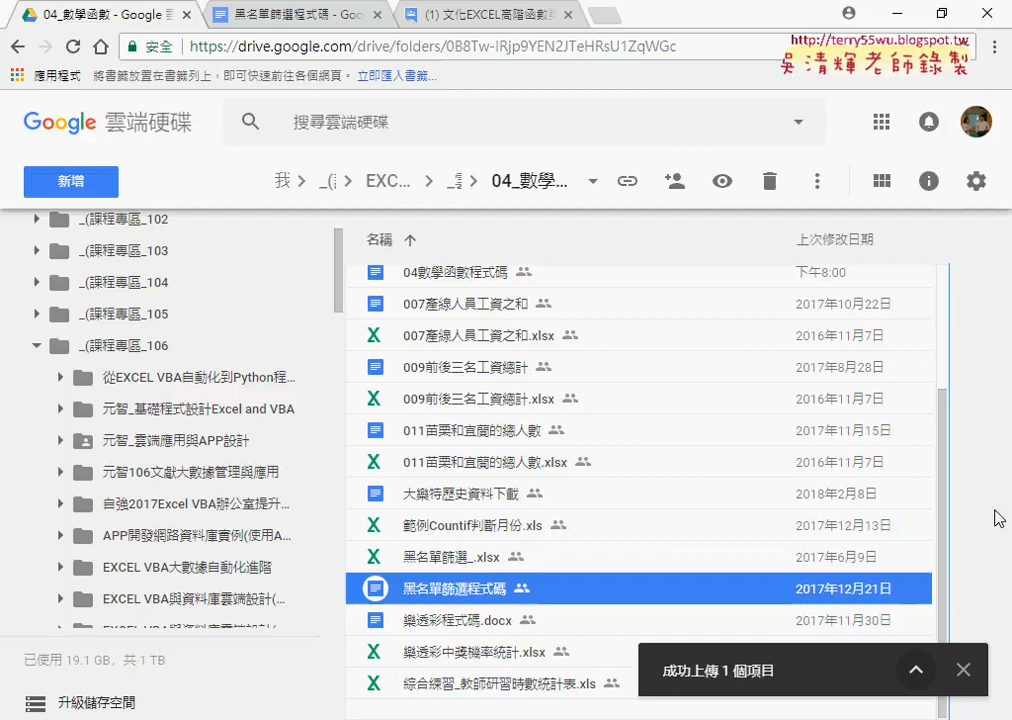 04_數學函數 - Google 雲
黑名單篩選程式碼 - Goo
(1) 文化EXCEL高階函數
安全 https://drive.google.com/drive/folders/0B8Tw-IRjp9YEN2JTeHRsU1ZqWGc
http://terry55wu.blogspot.tw
吳清輝老師錄製
應用程式 將書籤放置在書籤列上，即可快速前往各個網頁。 立即匯入書籤...
Google 雲端硬碟
搜尋雲端硬碟
新增
我 EXC... 04_數學...
名稱 上次修改日期
_(課程專區_102
_(課程專區_103
_(課程專區_104
_(課程專區_105
_(課程專區_106
從EXCEL VBA自動化到Python程...
元智_基礎程式設計Excel and VBA
元智_雲端應用與APP設計
元智106文獻大數據管理與應用
自強2017Excel VBA辦公室提升...
APP開發網路資料庫實例(使用A...
EXCEL VBA大數據自動化進階
EXCEL VBA與資料庫雲端設計(...
已使用 19.1 GB，共 1 TB
升級儲存空間
04數學函數程式碼 下午8:00
007產線人員工資之和 2017年10月22日
007產線人員工資之和.xlsx 2016年11月7日
009前後三名工資總計 2017年8月28日
009前後三名工資總計.xlsx 2016年11月7日
011苗栗和宜蘭的總人數 2017年11月15日
011苗栗和宜蘭的總人數.xlsx 2016年11月7日
大樂特歷史資料下載 2018年2月8日
範例Countif判斷月份.xls 2017年12月13日
黑名單篩選_.xlsx 2017年6月9日
黑名單篩選程式碼 2017年12月21日
樂透彩程式碼.docx 2017年11月30日
樂透彩中獎機率統計.xlsx
綜合練習_教師研習時數統計表.xls
成功上傳 1 個項目